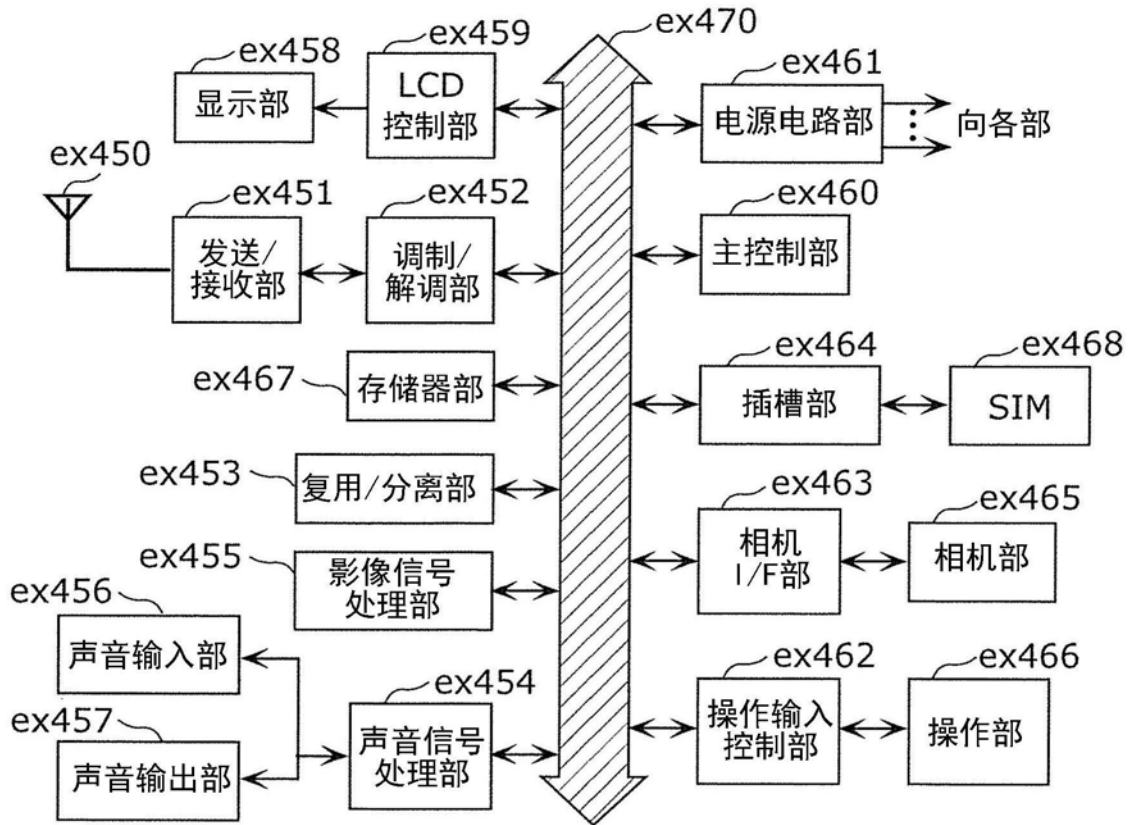 ex470
ex459
ex458
ex461
LCD
控制部
显示部
电源电路部
向各部
ex450
ex451
ex452
ex460
发送/
接收部
调制/
解调部
主控制部
ex464
ex468
ex467
存储器部
插槽部
SIM
ex453
复用/分离部
ex463
ex465
ex455
影像信号
处理部
相机
I/F部
相机部
ex456
声音输入部
ex454
ex462
ex466
ex457
声音输出部
声音信号
处理部
操作输入
控制部
操作部